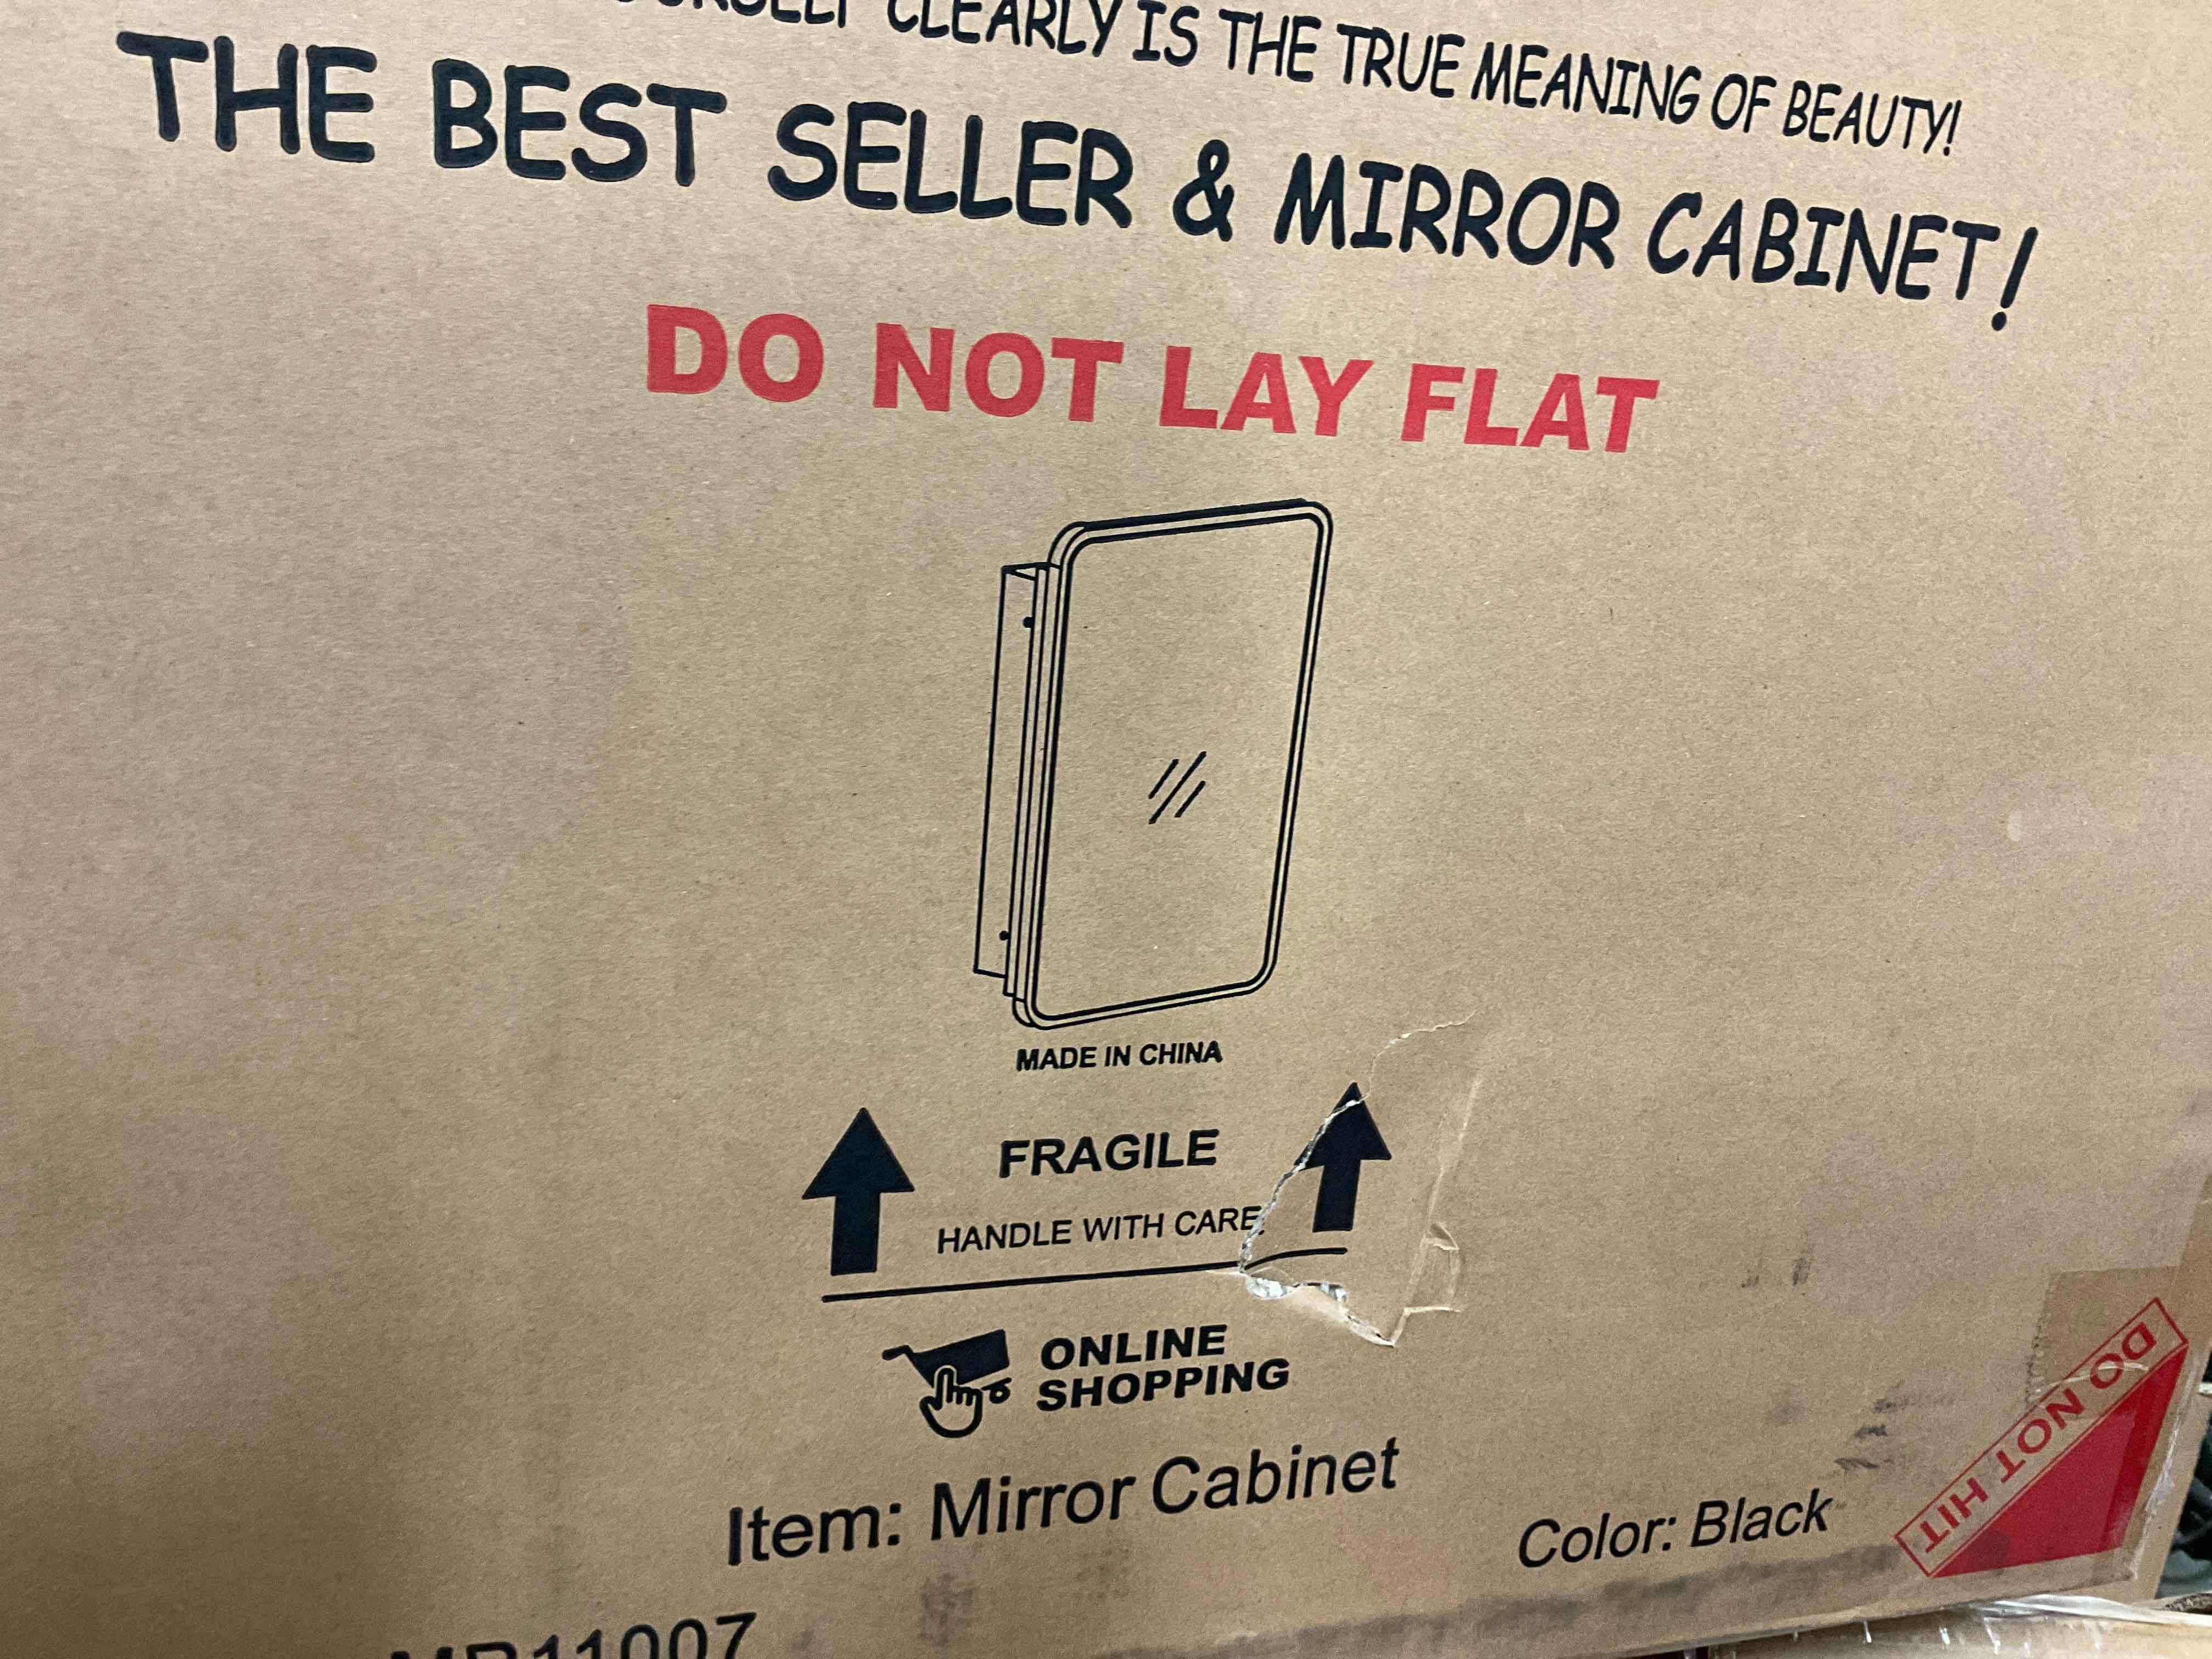 CLEARLY IS THE TRUE MEANING OF BEAUTY!
THE BEST SELLER & MIRROR CABINET!
DO NOT LAY FLAT
MADE IN CHINA
FRAGILE
HANDLE WITH CARE
ONLINE
SHOPPING
Item: Mirror Cabinet
Color: Black
DO NOT HIT